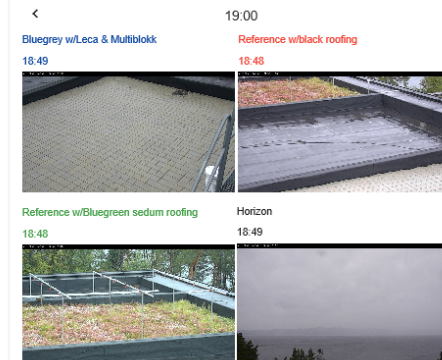 19:00
Bluegrey w/Leca & Multiblokk
18:49
Reference w/black roofing
18:48
Reference w/Bluegreen sedum roofing
18:48
Horizon
18:49